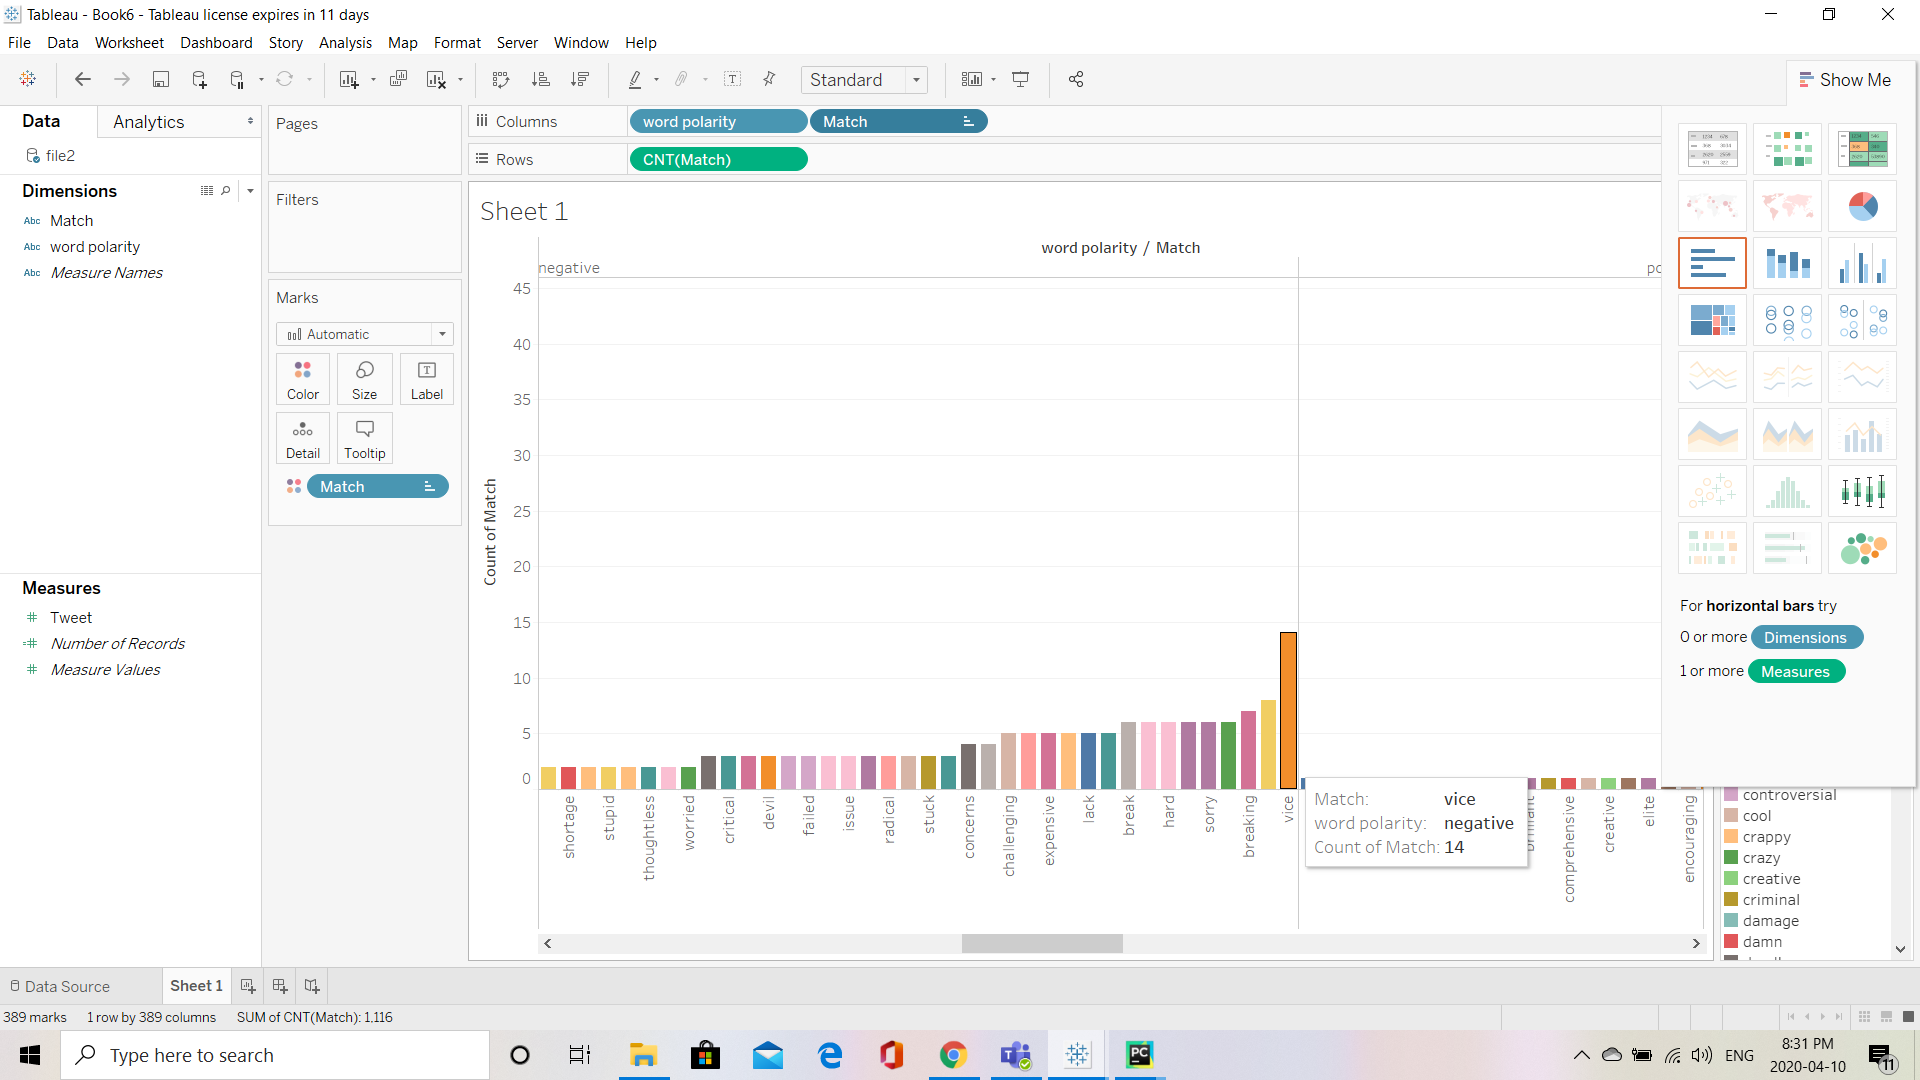 Tableau - Book6 - Tableau license expires in 11 days
File Data Worksheet Dashboard Story Analysis Map Format Server Window Help
Standard
Show Me
Data
Analytics
file2
Dimensions
Abc Match
Abc word polarity
Abc Measure Names
Measures
Tweet
Number of Records
Measure Values
Pages
Filters
Marks
Automatic
Color
Size
Label
Detail
Tooltip
Match
Columns
word polarity
Match
Rows
CNT(Match)
Sheet 1
word polarity / Match
negative
po
Count of Match
45
40
35
30
25
20
15
10
5
0
shortage
stupid
thoughtless
worried
critical
devil
failed
issue
radical
stuck
concerns
challenging
expensive
lack
break
hard
sorry
breaking
vice
comprehensive
creative
elite
encouraging
Match: vice
word polarity: negative
Count of Match: 14
For horizontal bars try
0 or more Dimensions
1 or more Measures
controversial
cool
crappy
crazy
creative
criminal
damage
damn
Data Source
Sheet 1
389 marks 1 row by 389 columns SUM of CNT(Match): 1,116
Type here to search
ENG
8:31 PM
2020-04-10
11